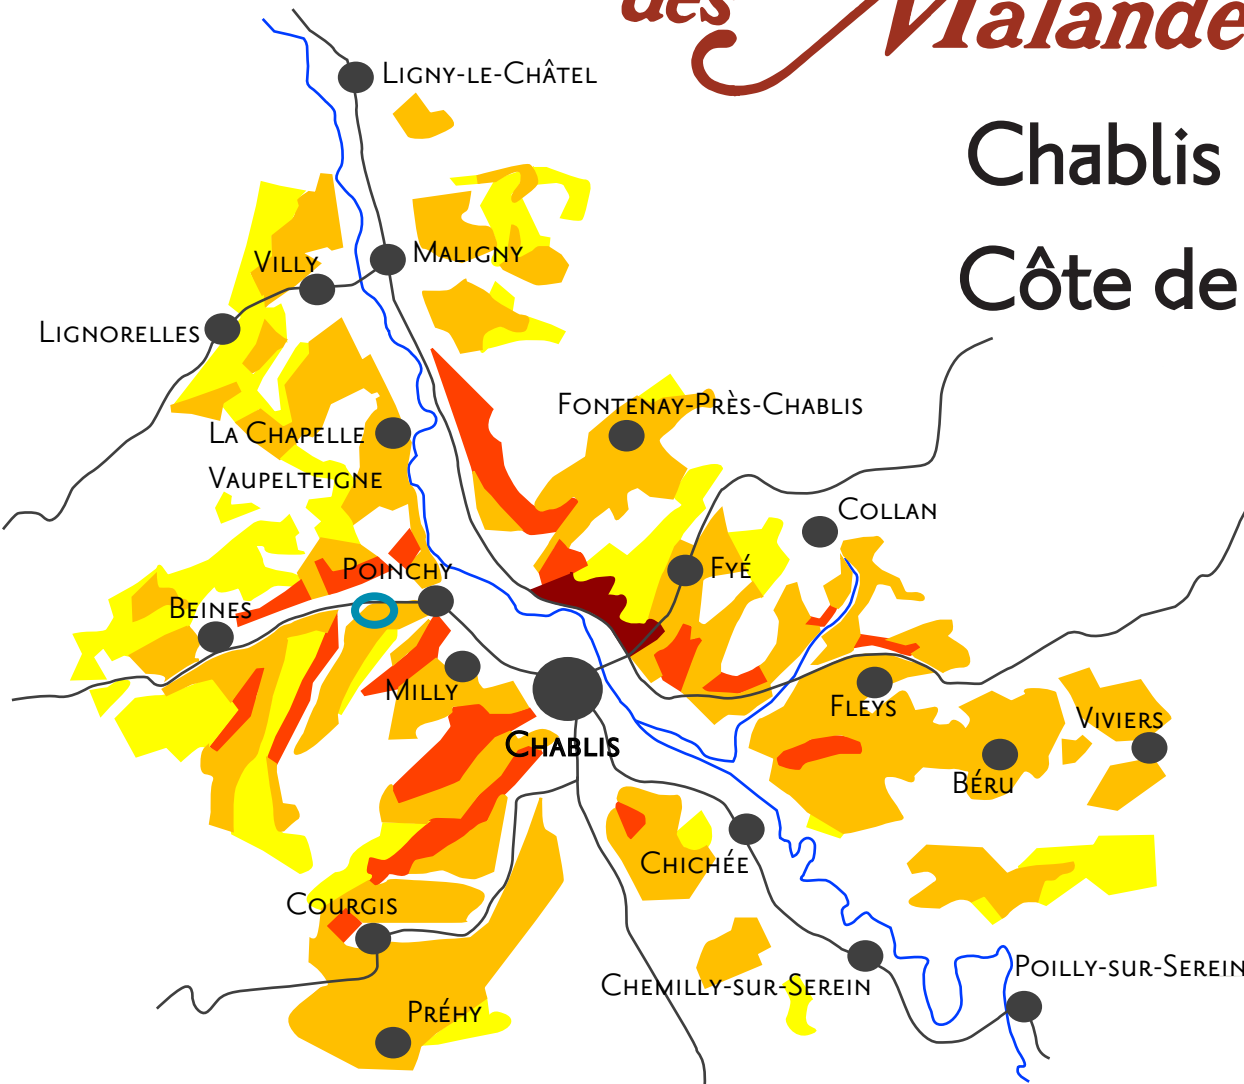 des Malande
Chablis
Côte de
Ligny-le-Châtel
Maligny
Villy
Lignorelles
Fontenay-Près-Chablis
La Chapelle
Vaupelteigne
Collan
Poinchy
Fyé
Beines
Milly
Fleys
Viviers
Chablis
Béru
Chichée
Courgis
Poilly-sur-Serein
Chemilly-sur-Serein
Préhy